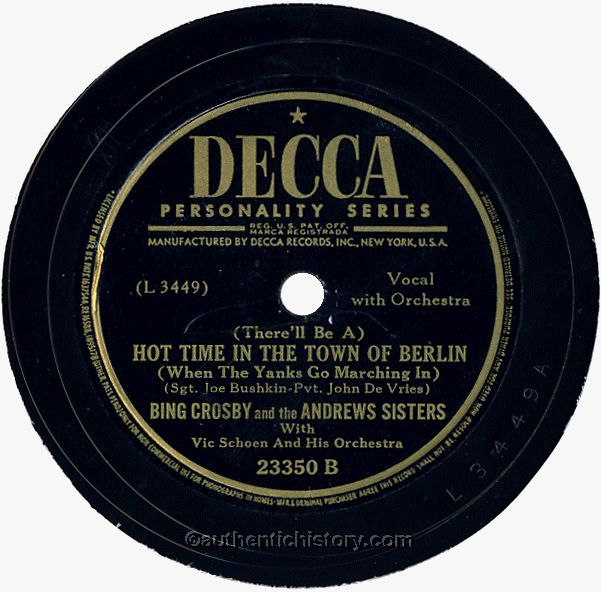 DECCA
PERSONALITY SERIES
REG. U.S. PAT. OFF.
MARCA REGISTRADA
MANUFACTURED BY DECCA RECORDS, INC., NEW YORK, U.S.A.
(L 3449)
Vocal
with Orchestra
(There'll Be A)
HOT TIME IN THE TOWN OF BERLIN
(When The Yanks Go Marching In)
(Sgt. Joe Bushkin-Pvt. John De Vries)
BING CROSBY and the ANDREWS SISTERS
With
Vic Schoen And His Orchestra
23350 B
L 3449A
©authentichistory.com